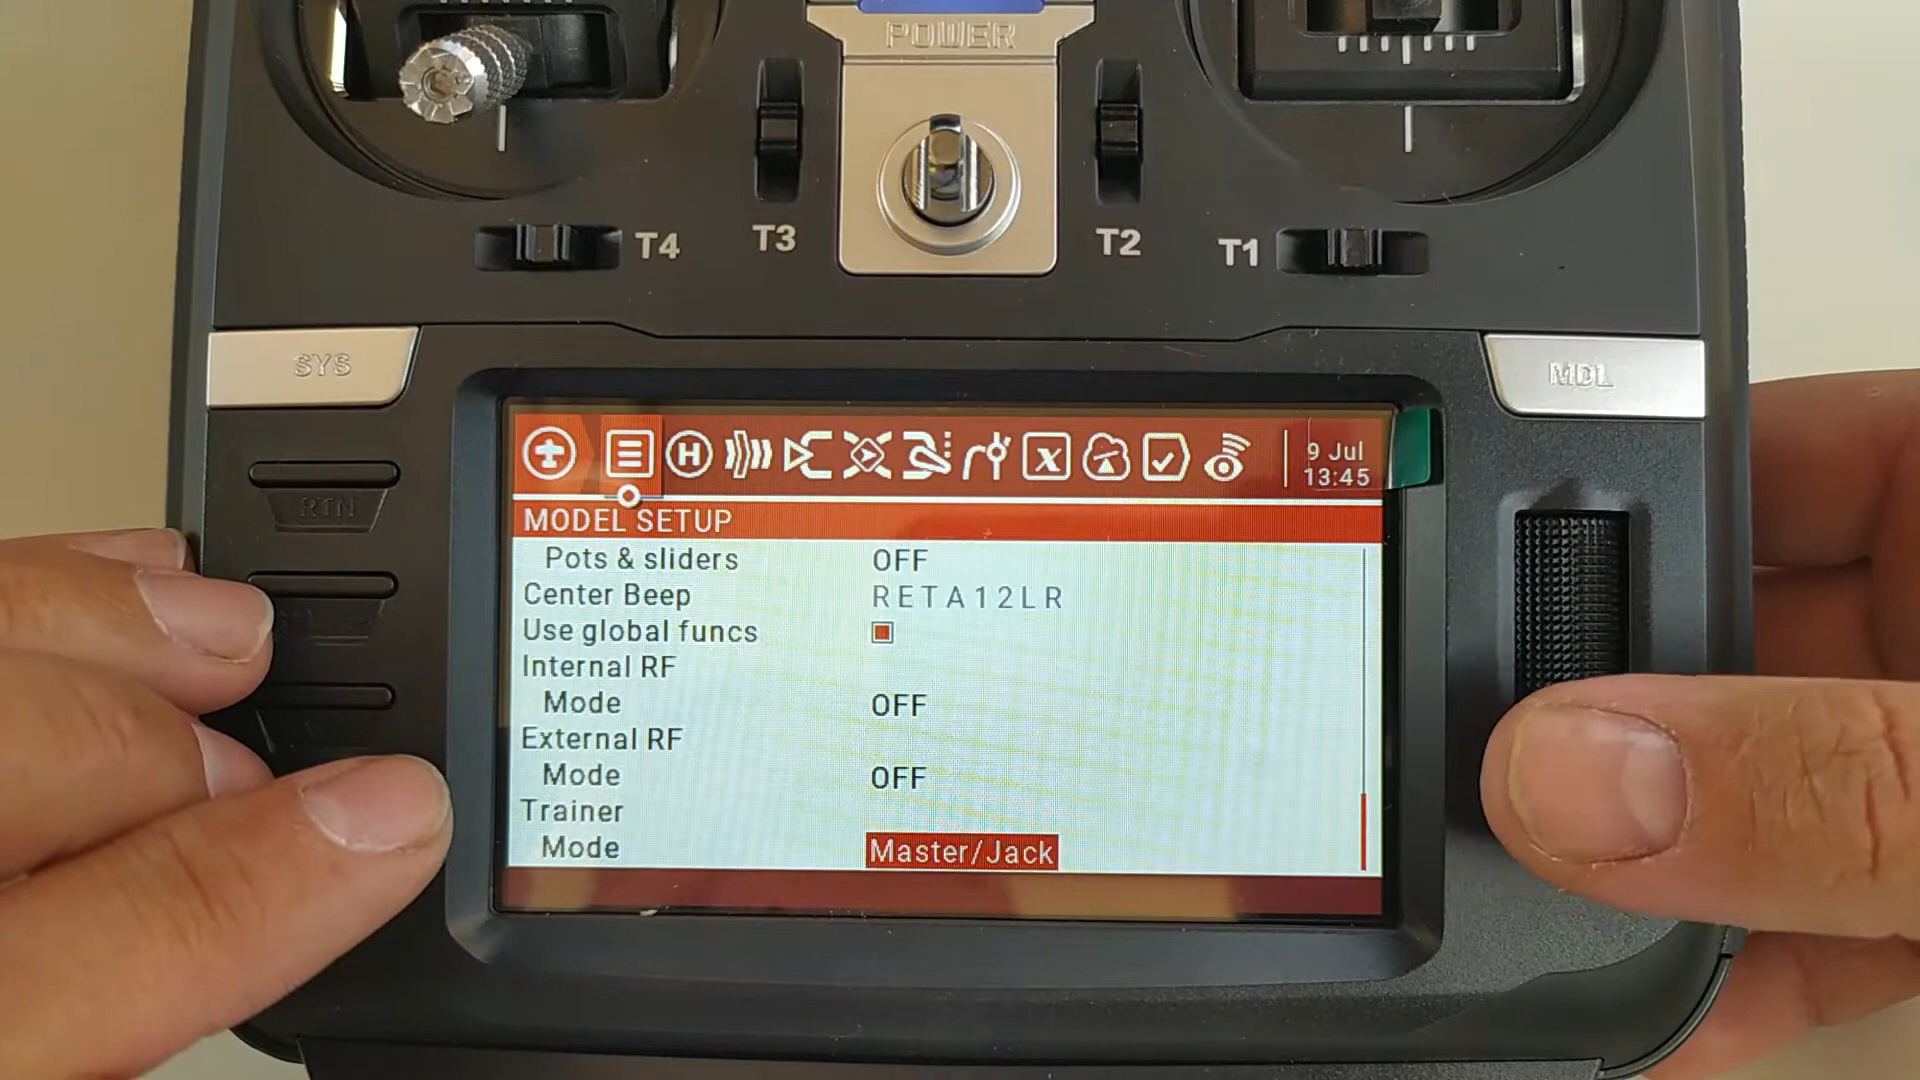 POWER
T4
T3
T2
T1
SYS
MDL
RTN
H
x
9 Jul
13:45
MODEL SETUP
Pots & sliders OFF
Center Beep RETA12LR
Use global funcs
Internal RF
Mode OFF
External RF
Mode OFF
Trainer
Mode Master/Jack